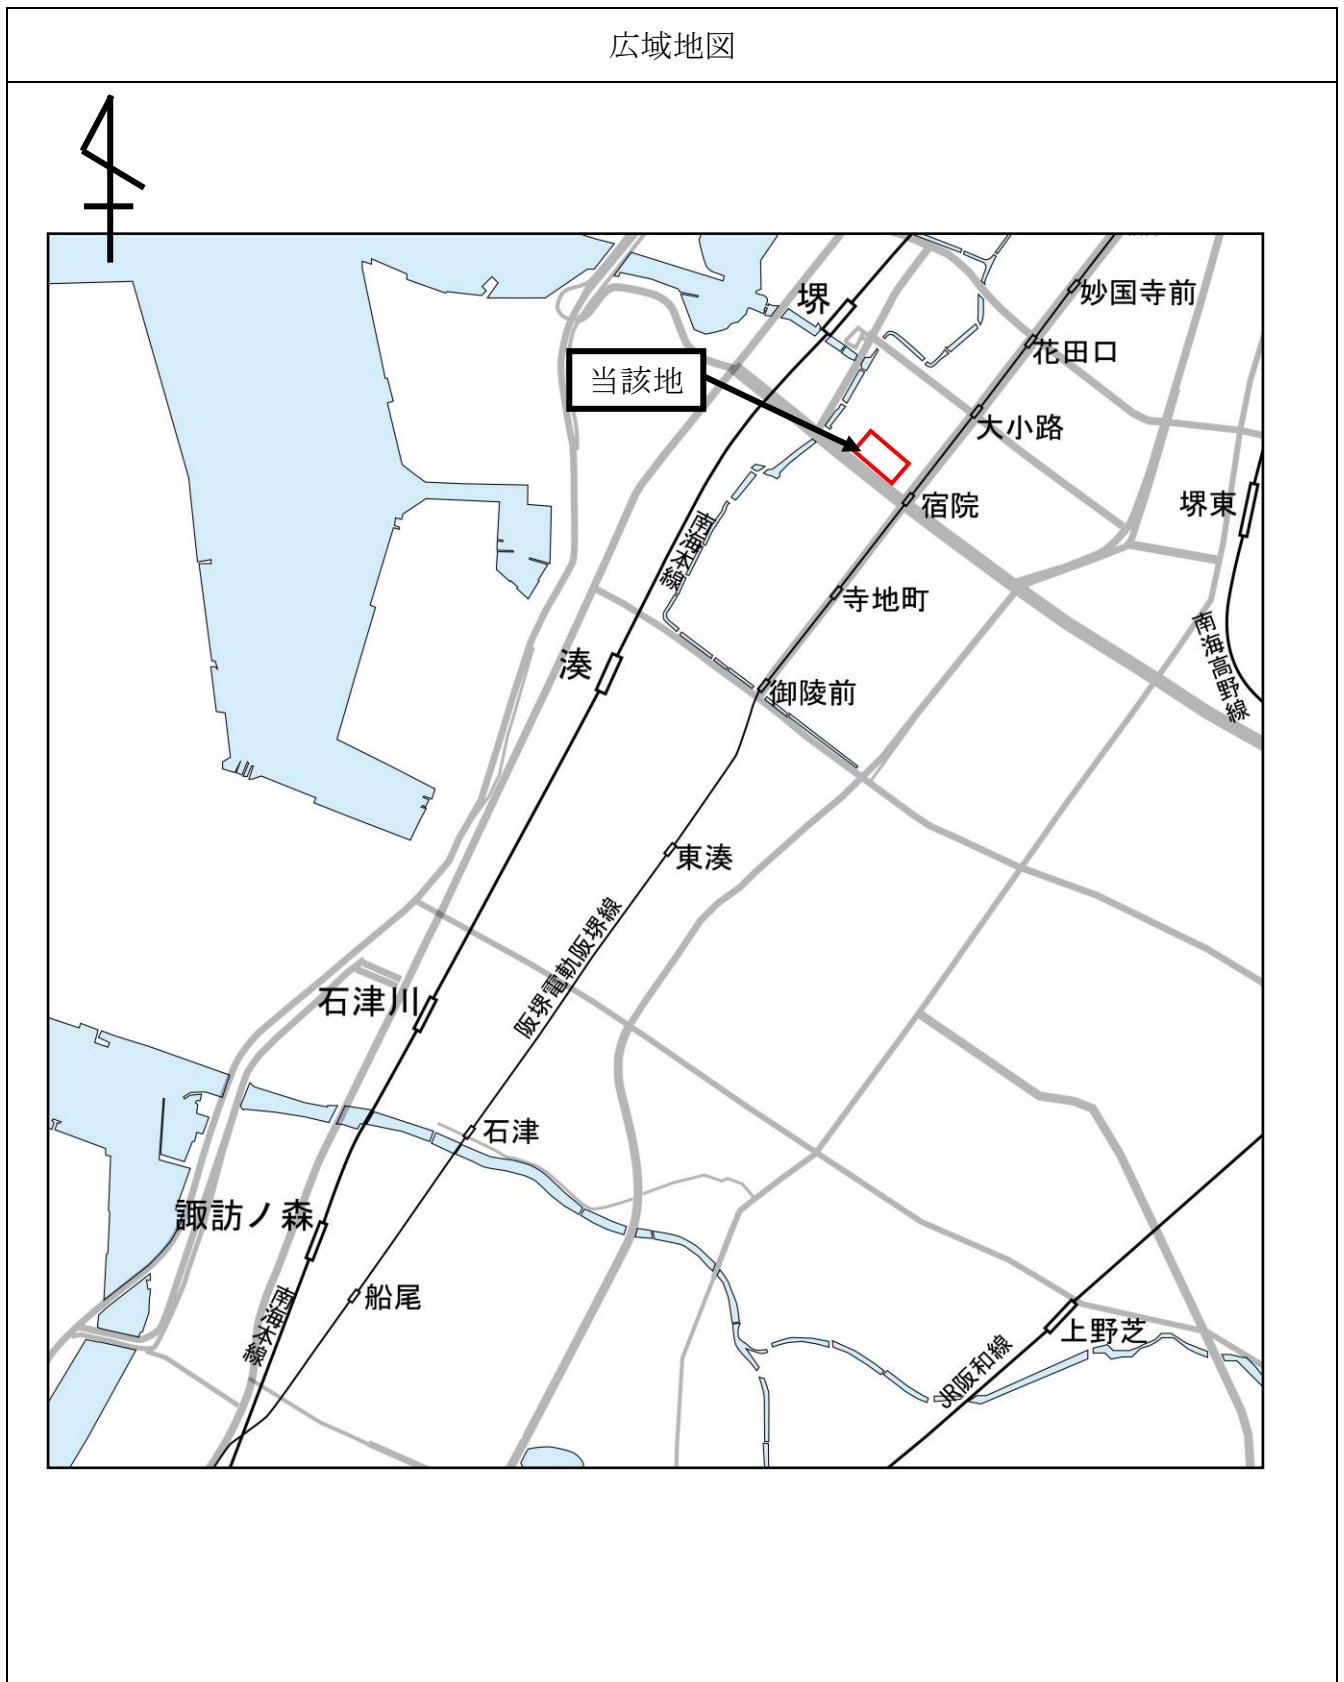 広域地図
妙国寺前
堺
花田口
当該地
大小路
宿院
堺東
南海本線
寺地町
南海高野線
湊
御陵前
東湊
阪堺電軌阪堺線
石津川
石津
諏訪ノ森
船尾
南海本線
上野芝
JR阪和線